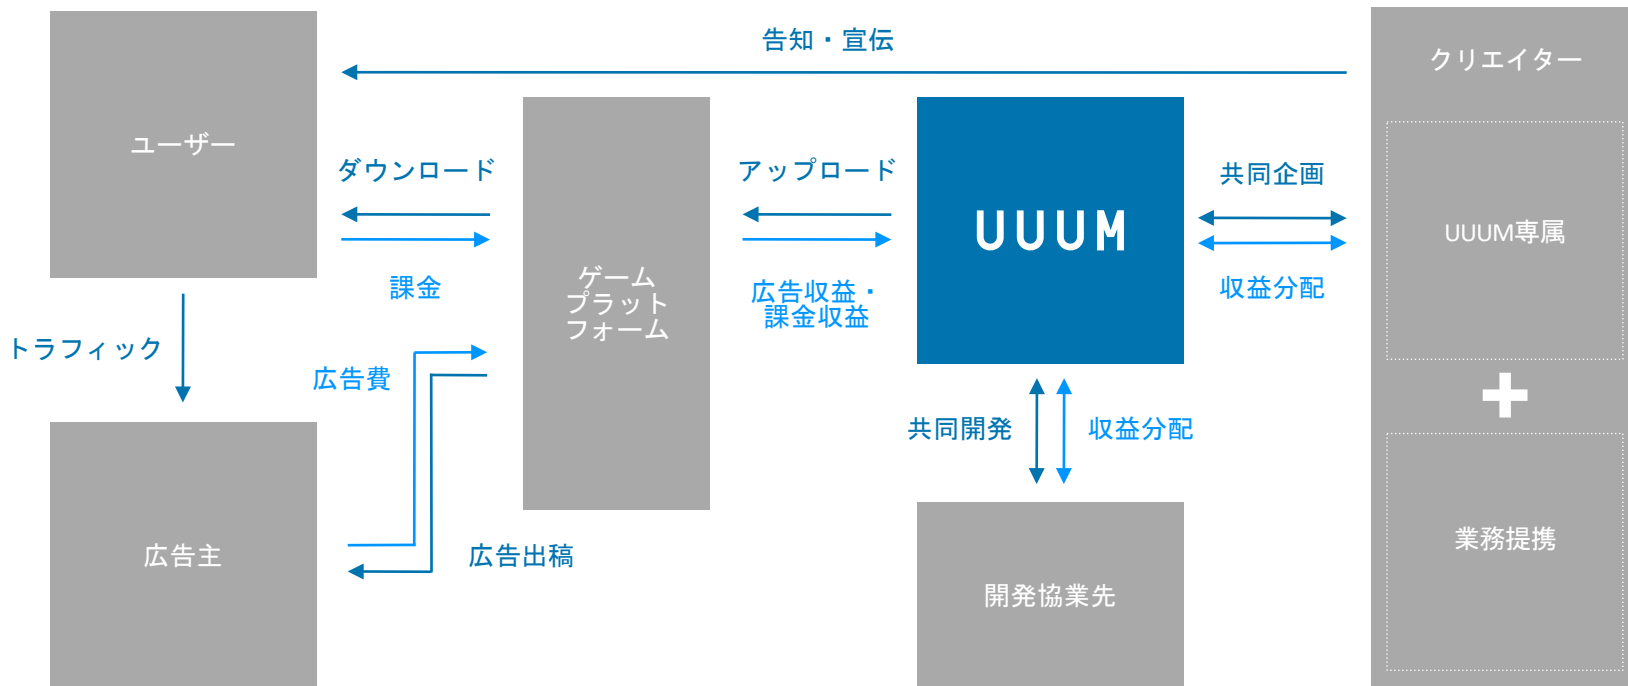 告知・宣伝
クリエイター
ユーザー
ダウンロード
アップロード
共同企画
UUUM
UUUM専属
課金
ゲーム
プラット
フォーム
広告収益・
課金収益
収益分配
トラフィック
広告費
共同開発
収益分配
広告主
広告出稿
開発協業先
業務提携